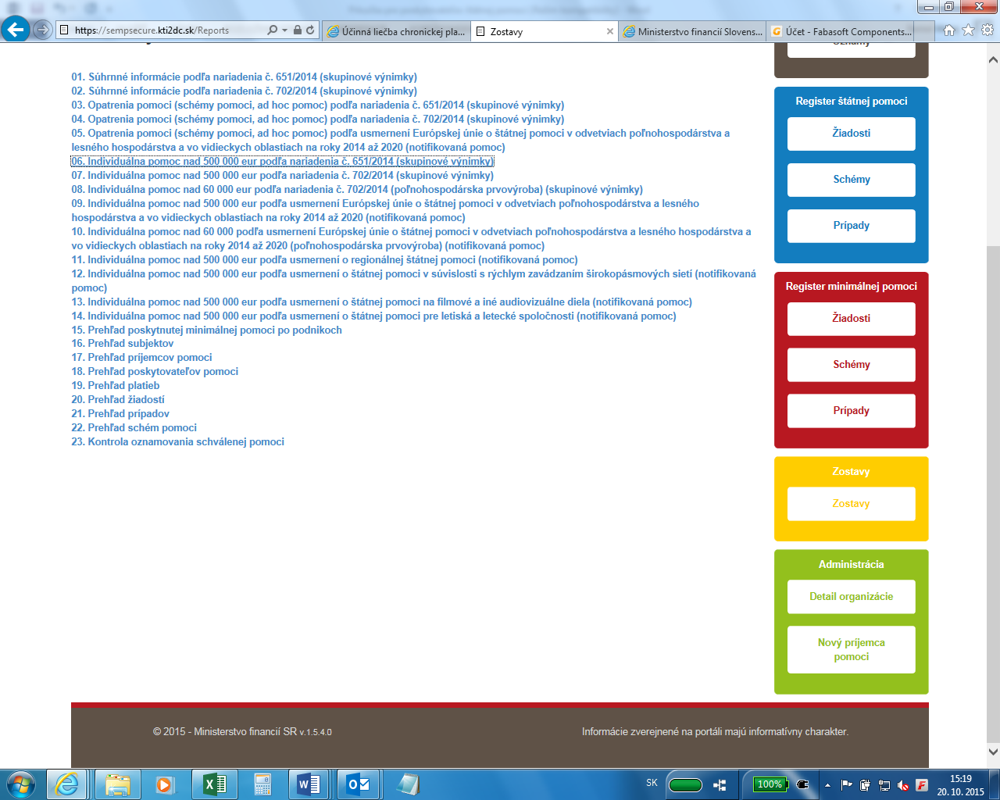 https://sempsecure.kti2dc.sk/Reports
Účinná liečba chronickej pla...
Zostavy
Ministerstvo financií Slovens...
Účet - Fabasoft Components...
01. Súhrnné informácie podľa nariadenia č. 651/2014 (skupinové výnimky)
02. Súhrnné informácie podľa nariadenia č. 702/2014 (skupinové výnimky)
03. Opatrenia pomoci (schémy pomoci, ad hoc pomoc) podľa nariadenia č. 651/2014 (skupinové výnimky)
04. Opatrenia pomoci (schémy pomoci, ad hoc pomoc) podľa nariadenia č. 702/2014 (skupinové výnimky)
05. Opatrenia pomoci (schémy pomoci, ad hoc pomoc) podľa usmernení Európskej únie o štátnej pomoci v odvetviach poľnohospodárstva a
lesného hospodárstva a vo vidieckych oblastiach na roky 2014 až 2020 (notifikovaná pomoc)
06. Individuálna pomoc nad 500 000 eur podľa nariadenia č. 651/2014 (skupinové výnimky)
07. Individuálna pomoc nad 500 000 eur podľa nariadenia č. 702/2014 (skupinové výnimky)
08. Individuálna pomoc nad 60 000 eur podľa nariadenia č. 702/2014 (poľnohospodárska prvovýroba) (skupinové výnimky)
09. Individuálna pomoc nad 500 000 eur podľa usmernení Európskej únie o štátnej pomoci v odvetviach poľnohospodárstva a lesného
hospodárstva a vo vidieckych oblastiach na roky 2014 až 2020 (notifikovaná pomoc)
10. Individuálna pomoc nad 60 000 podľa usmernení Európskej únie o štátnej pomoci v odvetviach poľnohospodárstva a lesného hospodárstva a
vo vidieckych oblastiach na roky 2014 až 2020 (poľnohospodárska prvovýroba) (notifikovaná pomoc)
11. Individuálna pomoc nad 500 000 eur podľa usmernení o regionálnej štátnej pomoci (notifikovaná pomoc)
12. Individuálna pomoc nad 500 000 eur podľa usmernení o štátnej pomoci v súvislosti s rýchlym zavádzaním širokopásmových sietí (notifikovaná
pomoc)
13. Individuálna pomoc nad 500 000 eur podľa usmernení o štátnej pomoci na filmové a iné audiovizuálne diela (notifikovaná pomoc)
14. Individuálna pomoc nad 500 000 eur podľa usmernení o štátnej pomoci pre letiská a letecké spoločnosti (notifikovaná pomoc)
15. Prehľad poskytnutej minimálnej pomoci po podnikoch
16. Prehľad subjektov
17. Prehľad príjemcov pomoci
18. Prehľad poskytovateľov pomoci
19. Prehľad platieb
20. Prehľad žiadostí
21. Prehľad prípadov
22. Prehľad schém pomoci
23. Kontrola oznamovania schválenej pomoci
Register štátnej pomoci
Žiadosti
Schémy
Prípady
Register minimálnej pomoci
Žiadosti
Schémy
Prípady
Zostavy
Zostavy
Administrácia
Detail organizácie
Nový príjemca
pomoci
© 2015 - Ministerstvo financií SR v.1.5.4.0
Informácie zverejnené na portáli majú informatívny charakter.
SK
100%
15:19
20. 10. 2015